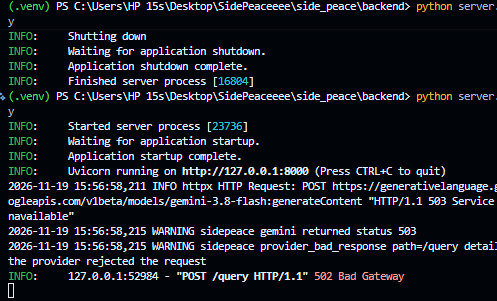 (.venv) PS C:\Users\HP 15s\Desktop\SidePeaceeee\side_peace\backend> python server.
y
INFO:     Shutting down
INFO:     Waiting for application shutdown.
INFO:     Application shutdown complete.
INFO:     Finished server process [16804]
(.venv) PS C:\Users\HP 15s\Desktop\SidePeaceeee\side_peace\backend> python server.
y
INFO:     Started server process [23736]
INFO:     Waiting for application startup.
INFO:     Application startup complete.
INFO:     Uvicorn running on http://127.0.0.1:8000 (Press CTRL+C to quit)
2026-11-19 15:56:58,211 INFO httpx HTTP Request: POST https://generativelanguage.g
ogleapis.com/v1beta/models/gemini-3.8-flash:generateContent "HTTP/1.1 503 Service
navailable"
2026-11-19 15:56:58,215 WARNING sidepeace gemini returned status 503
2026-11-19 15:56:58,215 WARNING sidepeace provider_bad_response path=/query detai
the provider rejected the request
INFO:     127.0.0.1:52984 - "POST /query HTTP/1.1" 502 Bad Gateway